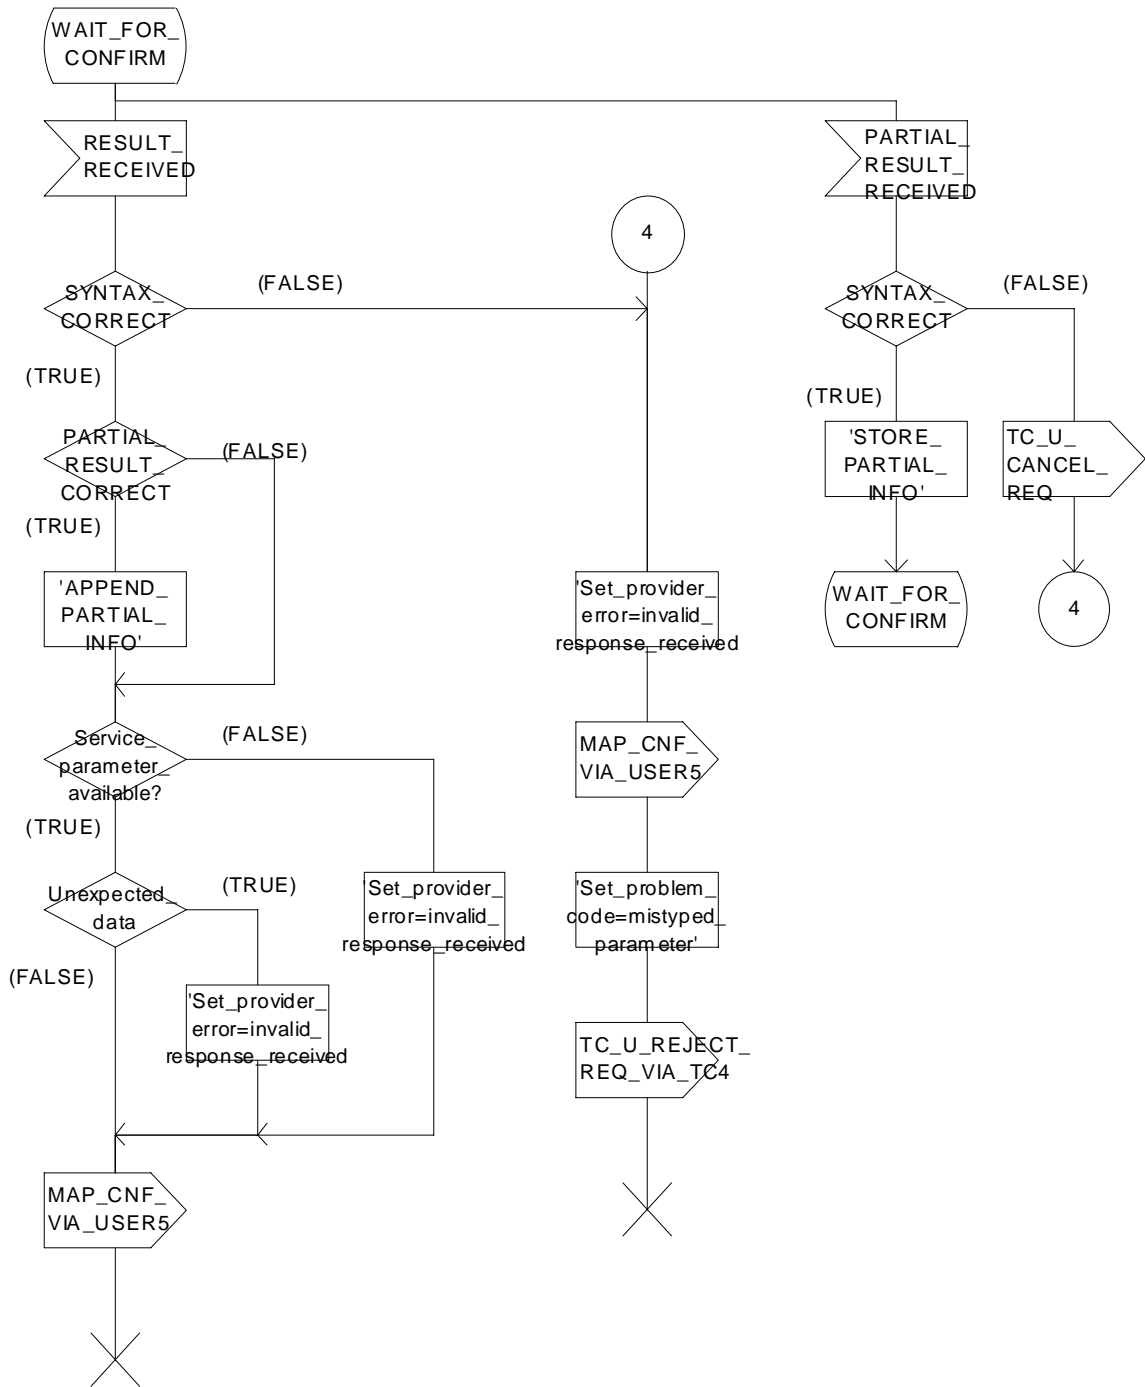 WAIT_FOR_
CONFIRM
RESULT_
RECEIVED
PARTIAL_
RESULT_
RECEIVED
4
SYNTAX_
CORRECT
(FALSE)
(TRUE)
SYNTAX_
CORRECT
(FALSE)
(TRUE)
PARTIAL_
RESULT_
CORRECT
(FALSE)
(TRUE)
'STORE_
PARTIAL_
INFO'
TC_U_
CANCEL_
REQ
'APPEND_
PARTIAL_
INFO'
'Set_provider_
error=invalid_
response_received
WAIT_FOR_
CONFIRM
4
Service_
parameter_
available?
(FALSE)
(TRUE)
MAP_CNF_
VIA_USER5
Unexpected_
data
(TRUE)
(FALSE)
'Set_provider_
error=invalid_
response_received
'Set_problem_
code=mistyped_
parameter'
'Set_provider_
error=invalid_
response_received
TC_U_REJECT_
REQ_VIA_TC4
MAP_CNF_
VIA_USER5